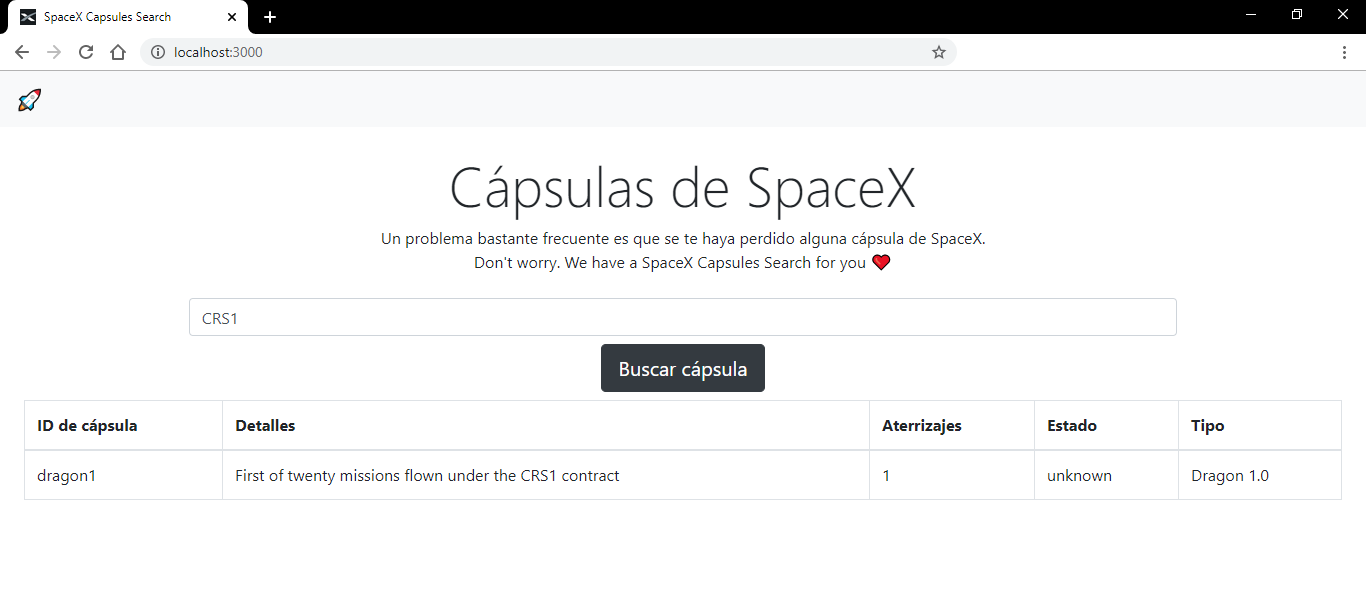 SpaceX Capsules Search
localhost:3000
Cápsulas de SpaceX
Un problema bastante frecuente es que se te haya perdido alguna cápsula de SpaceX.
Don't worry. We have a SpaceX Capsules Search for you ❤️
CRS1
Buscar cápsula
ID de cápsula Detalles Aterrizajes Estado Tipo
dragon1 First of twenty missions flown under the CRS1 contract 1 unknown Dragon 1.0